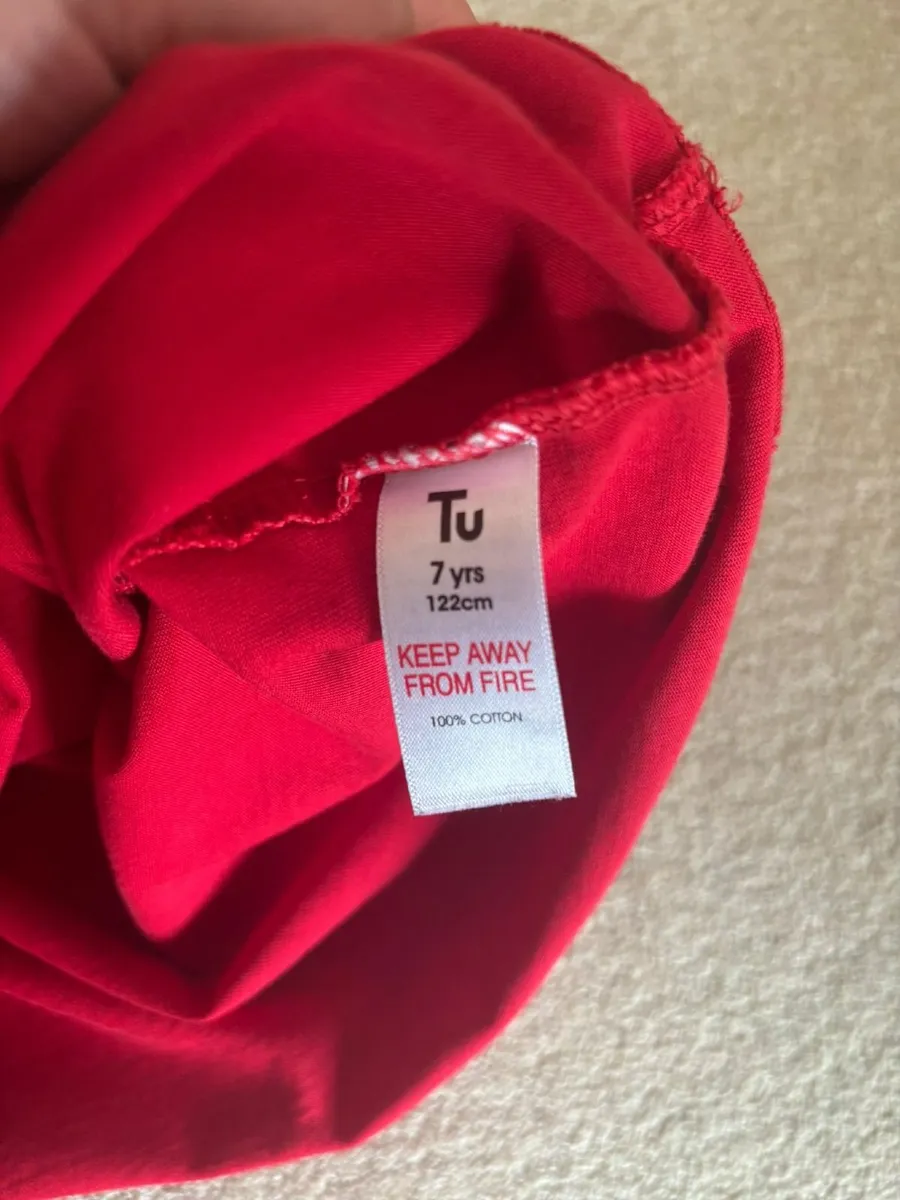 Tu
7 yrs
122cm
KEEP AWAY
FROM FIRE
100% COTTON